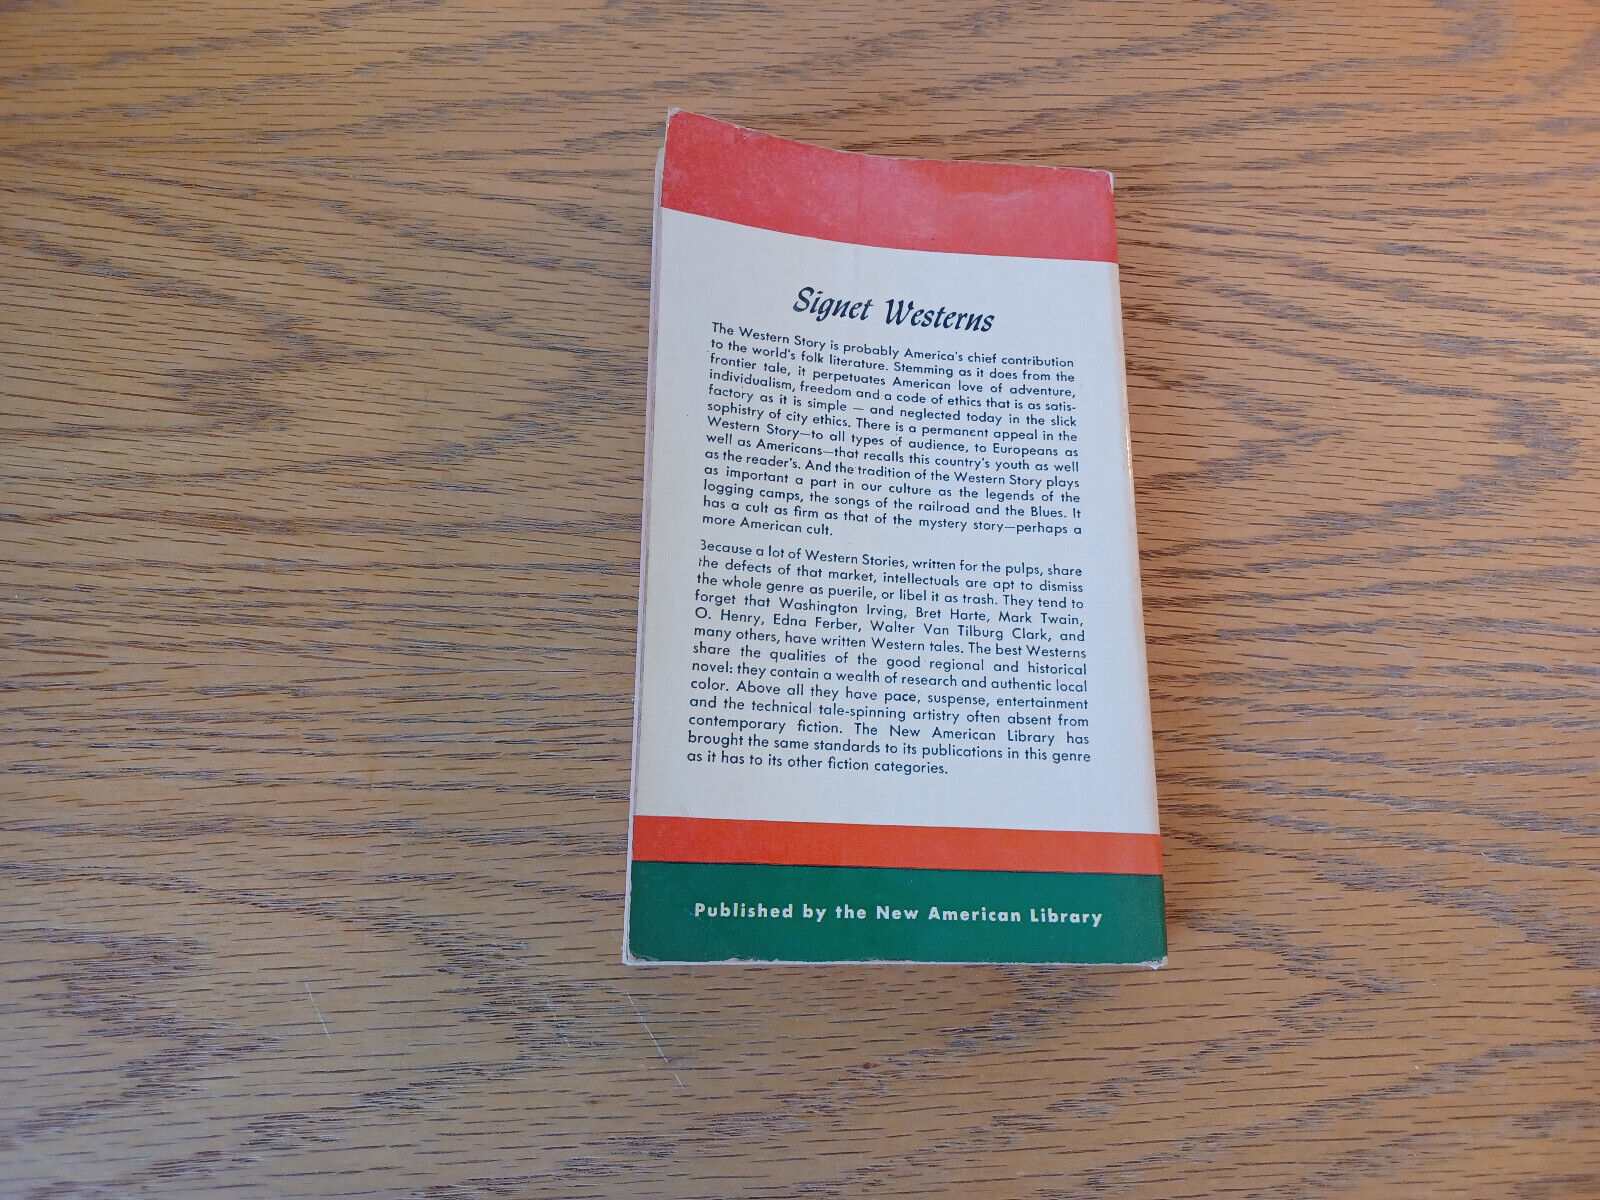 Signet Westerns
The Western Story is probably America's chief contribution
to the world's folk literature. Stemming as it does from the
frontier tale, it perpetuates American love of adventure,
individualism, freedom and a code of ethics that is as satis-
factory as it is simple — and neglected today in the slick
sophistry of city ethics. There is a permanent appeal in the
Western Story—to all types of audience, to Europeans as
well as Americans—that recalls this country's youth as well
as the reader's. And the tradition of the Western Story plays
as important a part in our culture as the legends of the
logging camps, the songs of the railroad and the Blues. It
has a cult as firm as that of the mystery story—perhaps a
more American cult.
Because a lot of Western Stories, written for the pulps, share
the defects of that market, intellectuals are apt to dismiss
the whole genre as puerile, or libel it as trash. They tend to
forget that Washington Irving, Bret Harte, Mark Twain,
O. Henry, Edna Ferber, Walter Van Tilburg Clark, and
many others, have written Western tales. The best Westerns
share the qualities of the good regional and historical
novel: they contain a wealth of research and authentic local
color. Above all they have pace, suspense, entertainment
and the technical tale-spinning artistry often absent from
contemporary fiction. The New American Library has
brought the same standards to its publications in this genre
as it has to its other fiction categories.
Published by the New American Library